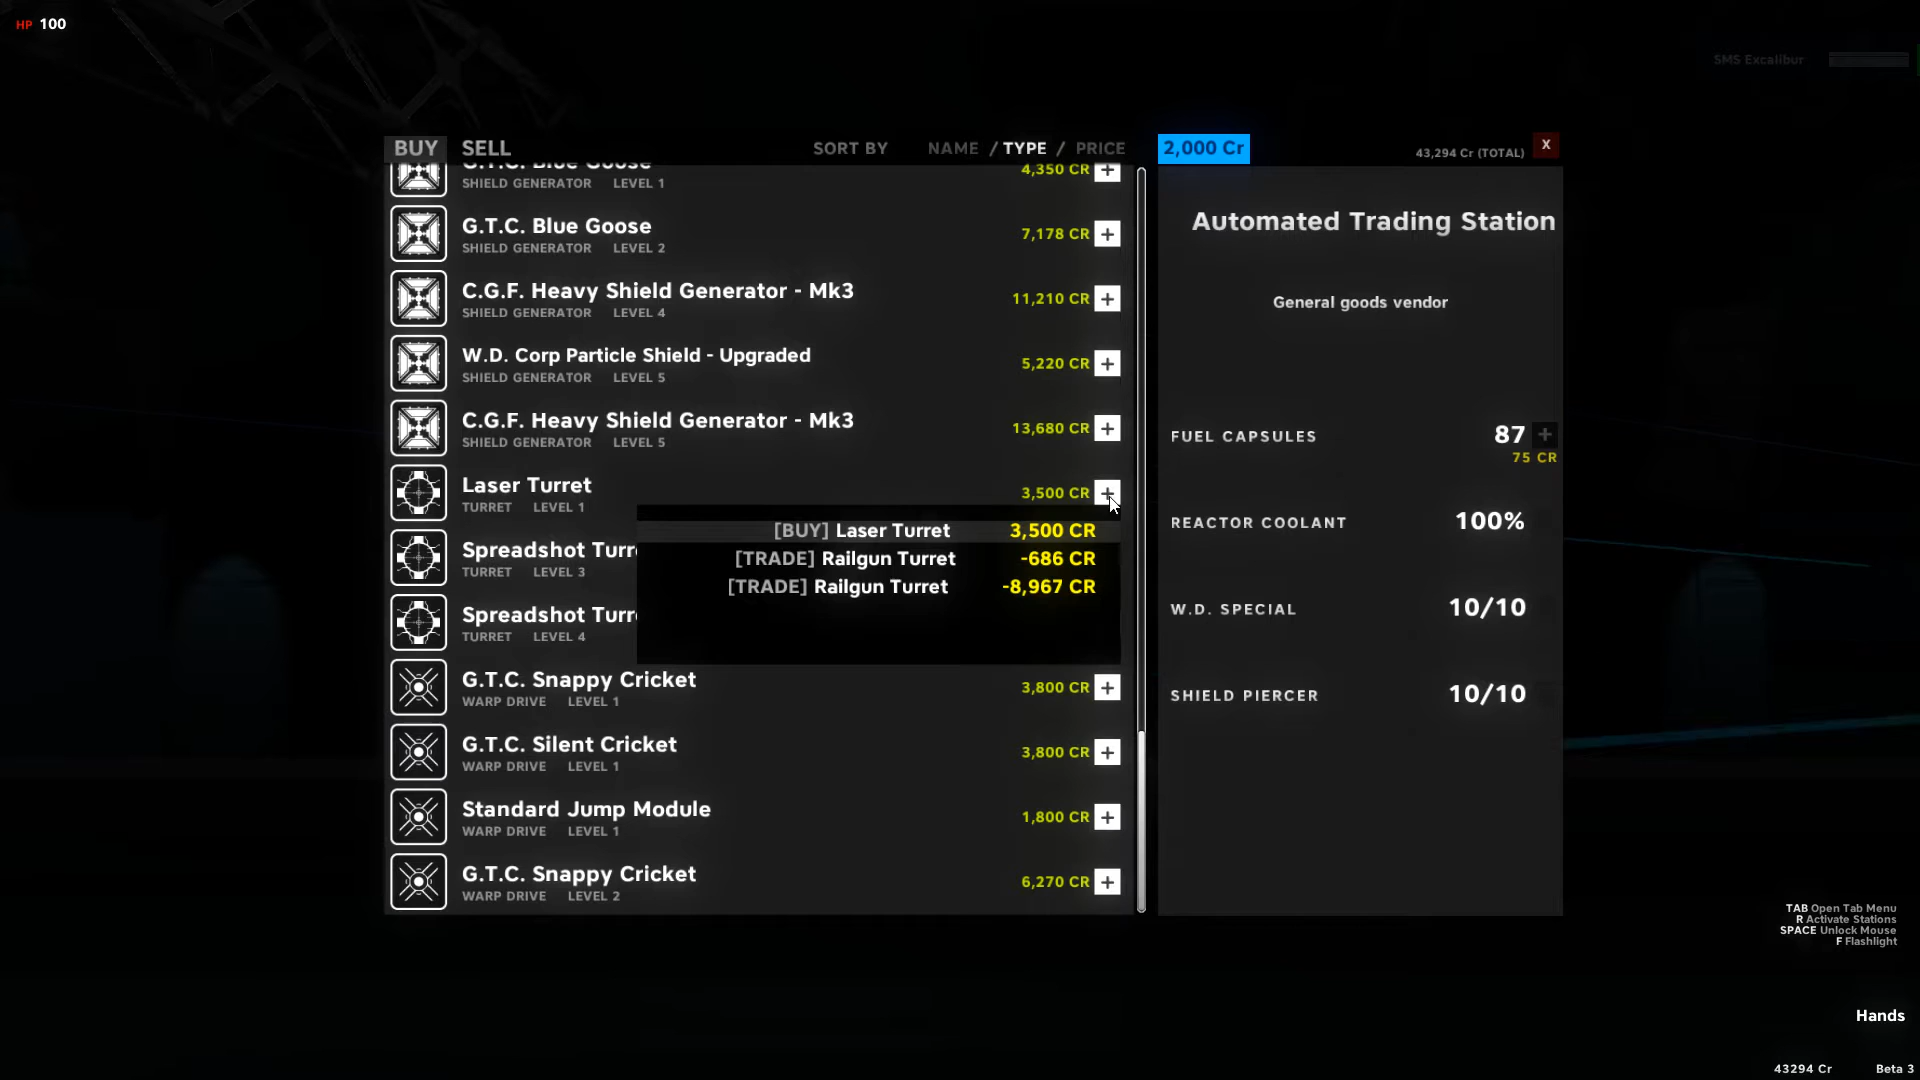 HP 100
SMS Excalibur
BUY SELL SORT BY NAME / TYPE / PRICE
2,000 Cr 43,294 Cr (TOTAL) X
G.T.C. Blue Goose
SHIELD GENERATOR LEVEL 1 4,350 CR +
G.T.C. Blue Goose
SHIELD GENERATOR LEVEL 2 7,178 CR +
C.G.F. Heavy Shield Generator - Mk3
SHIELD GENERATOR LEVEL 4 11,210 CR +
W.D. Corp Particle Shield - Upgraded
SHIELD GENERATOR LEVEL 5 5,220 CR +
C.G.F. Heavy Shield Generator - Mk3
SHIELD GENERATOR LEVEL 5 13,680 CR +
Laser Turret
TURRET LEVEL 1 3,500 CR +
[BUY] Laser Turret 3,500 CR
[TRADE] Railgun Turret -686 CR
[TRADE] Railgun Turret -8,967 CR
Spreadshot Turr
TURRET LEVEL 3
Spreadshot Turr
TURRET LEVEL 4
G.T.C. Snappy Cricket
WARP DRIVE LEVEL 1 3,800 CR +
G.T.C. Silent Cricket
WARP DRIVE LEVEL 1 3,800 CR +
Standard Jump Module
WARP DRIVE LEVEL 1 1,800 CR +
G.T.C. Snappy Cricket
WARP DRIVE LEVEL 2 6,270 CR +
Automated Trading Station
General goods vendor
FUEL CAPSULES 87 +
75 CR
REACTOR COOLANT 100%
W.D. SPECIAL 10/10
SHIELD PIERCER 10/10
TAB Open Tab Menu
R Activate Stations
SPACE Unlock Mouse
F Flashlight
Hands
43294 Cr Beta 3